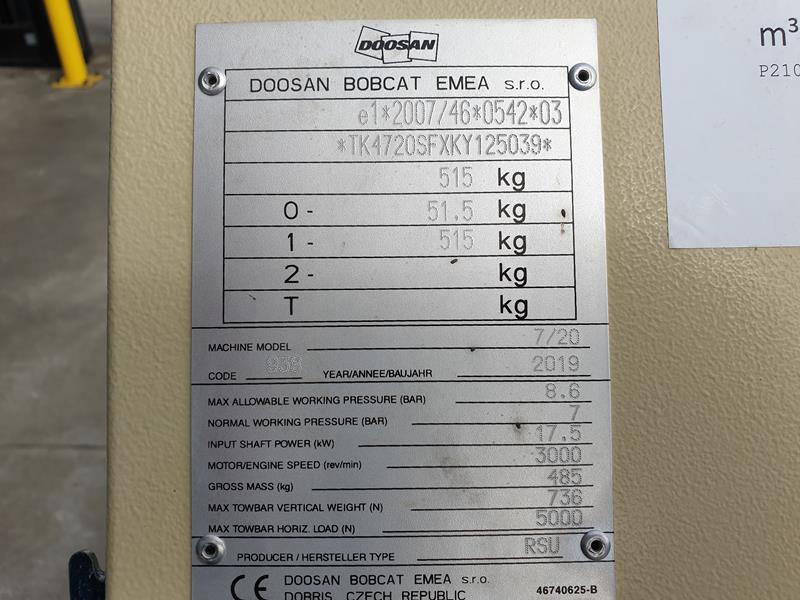 m³
P210
DOOSAN
DOOSAN BOBCAT EMEA s.r.o.
e1*2007/46*0542*03
*TK4720SFXKY125039*
515 kg
0 - 51.5 kg
1 - 515 kg
2 - kg
T kg
MACHINE MODEL 7/20
CODE 938 YEAR/ANNEE/BAUJAHR 2019
MAX ALLOWABLE WORKING PRESSURE (BAR) 8.6
NORMAL WORKING PRESSURE (BAR) 7
INPUT SHAFT POWER (kW) 17.5
MOTOR/ENGINE SPEED (rev/min) 3000
GROSS MASS (kg) 485
MAX TOWBAR VERTICAL WEIGHT (N) 736
MAX TOWBAR HORIZ. LOAD (N) 5000
PRODUCER / HERSTELLER TYPE RSU
CE DOOSAN BOBCAT EMEA s.r.o.
DOBRIS, CZECH REPUBLIC 46740625-B